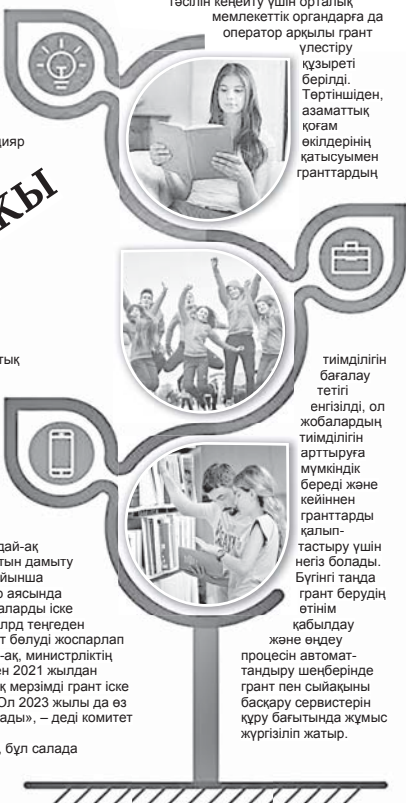 тәсілін кеңейту үшін орталық
мемлекеттік органдарға да
оператор арқылы грант
үлестіру
құзыреті
берілді.
Төртіншіден,
азаматтық
қоғам
өкілдерінің
қатысуымен
гранттардың
тиімділігін
бағалау
тетігі
енгізілді, ол
жобалардың
тиімділігін
арттыруға
мүмкіндік
береді және
кейіннен
гранттарды
қалып-
тастыру үшін
негіз болады.
Бүгінгі таңда
грант берудің
өтінім
қабылдау
және өңдеу
процесін автомат-
тандыру шеңберінде
грант пен сыйақыны
басқару сервистерін
құру бағытында жұмыс
жүргізіліп жатыр.
цияр
ҚЫ
тық
дай-ақ
тын дамыту
йынша
р аясында
аларды іске
лрд теңгеден
т бөлуді жоспарлап
-ақ, министрліктің
ен 2021 жылдан
қ мерзімді грант іске
Ол 2023 жылы да өз
ады», – деді комитет
, бұл салада